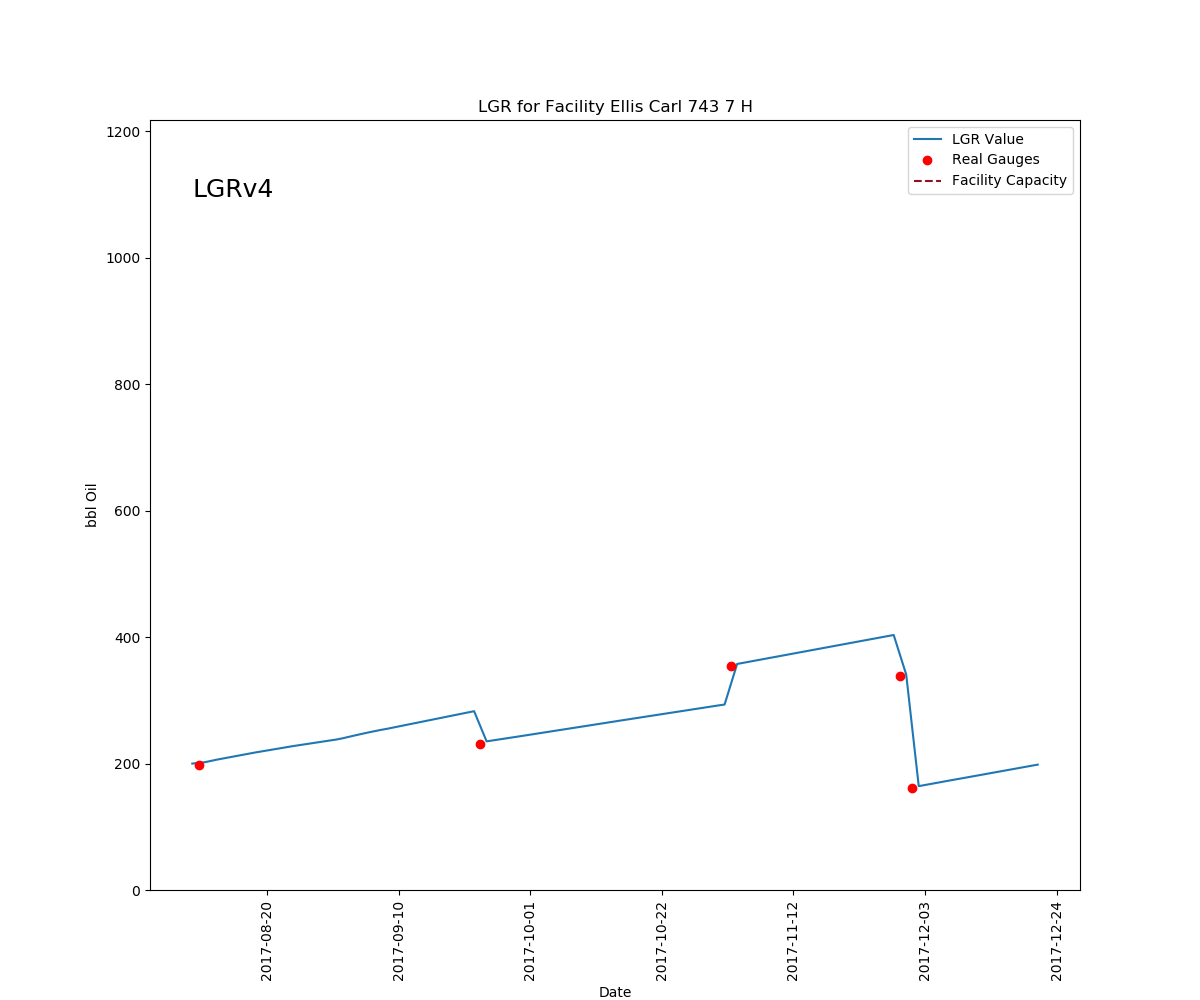 LGR for Facility Ellis Carl 743 7 H
LGRv4
LGR Value
Real Gauges
Facility Capacity
1200
1000
800
600
400
200
0
bbl Oil
2017-08-20
2017-09-10
2017-10-01
2017-10-22
2017-11-12
2017-12-03
2017-12-24
Date